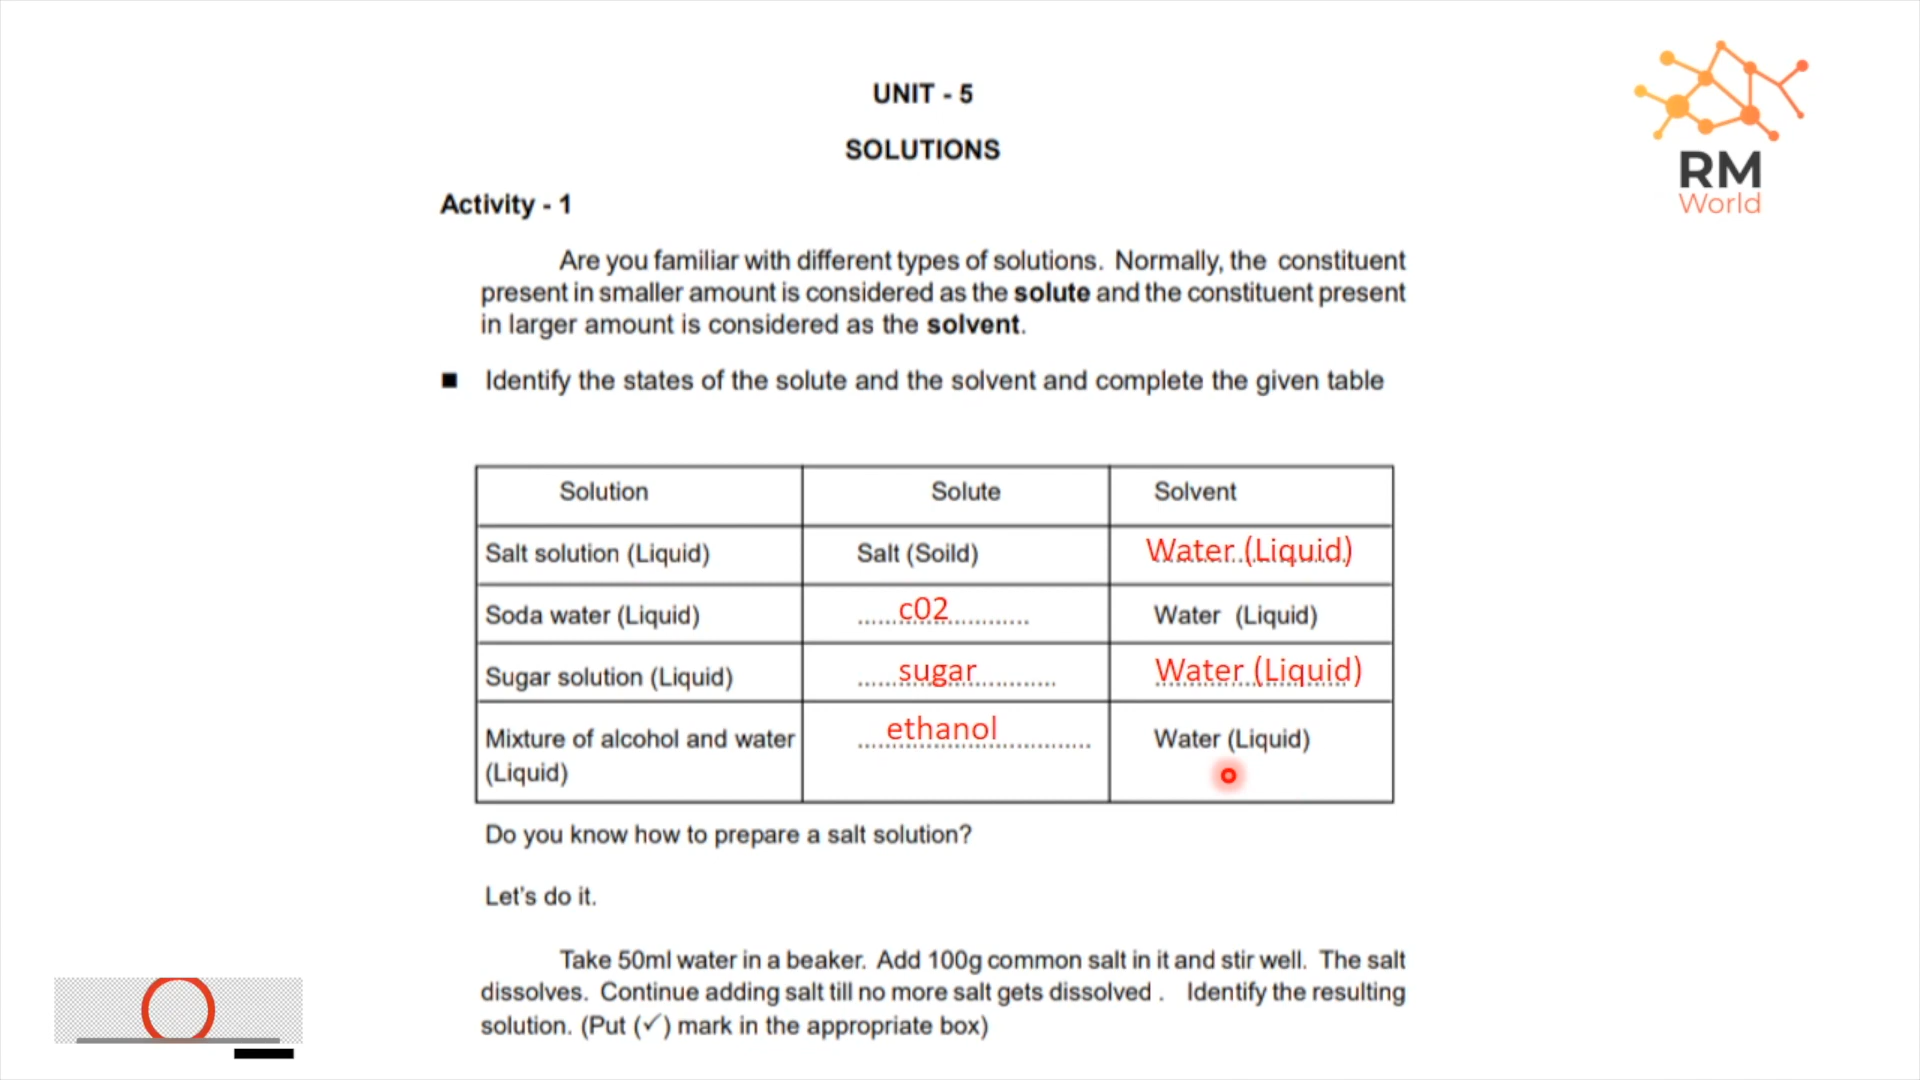 RM
World
UNIT - 5
SOLUTIONS
Activity - 1
Are you familiar with different types of solutions. Normally, the constituent
present in smaller amount is considered as the solute and the constituent present
in larger amount is considered as the solvent.
■ Identify the states of the solute and the solvent and complete the given table
Solution Solute Solvent
Salt solution (Liquid) Salt (Soild) Water (Liquid)
Soda water (Liquid) c02 Water (Liquid)
Sugar solution (Liquid) sugar Water (Liquid)
Mixture of alcohol and water ethanol Water (Liquid)
(Liquid)
Do you know how to prepare a salt solution?
Let's do it.
Take 50ml water in a beaker. Add 100g common salt in it and stir well. The salt
dissolves. Continue adding salt till no more salt gets dissolved . Identify the resulting
solution. (Put (✓) mark in the appropriate box)